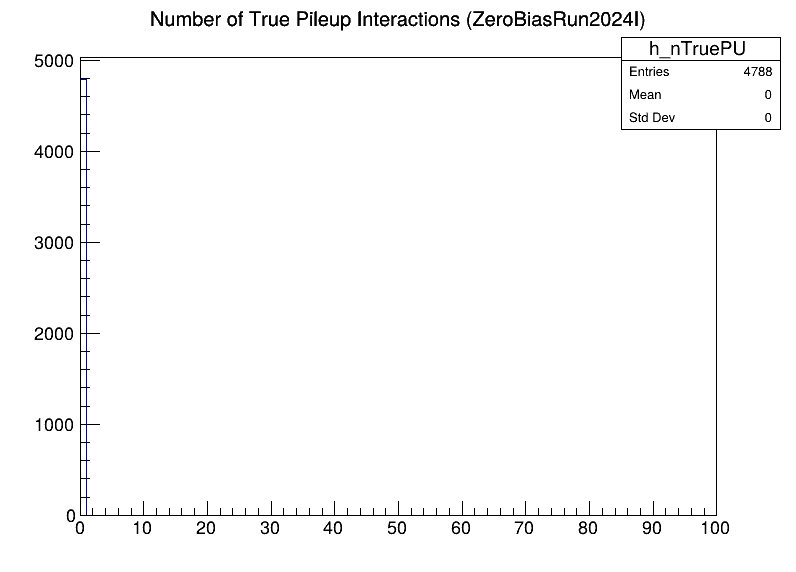 Number of True Pileup Interactions (ZeroBiasRun2024I)
h_nTruePU
Entries 4788
Mean 0
Std Dev 0
5000
4000
3000
2000
1000
0
0 10 20 30 40 50 60 70 80 90 100